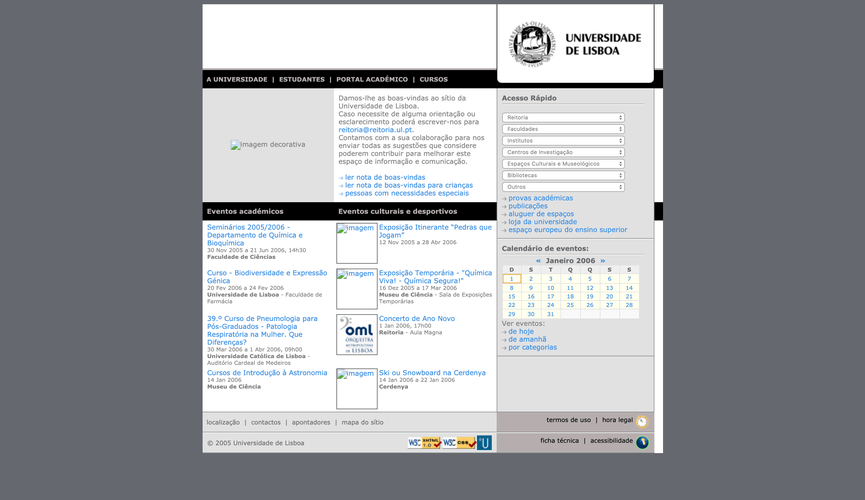 UNIVERSIDADE
DE LISBOA
A UNIVERSIDADE | ESTUDANTES | PORTAL ACADÉMICO | CURSOS
imagem decorativa
Damos-lhe as boas-vindas ao sítio da
Universidade de Lisboa.
Caso necessite de alguma orientação ou
esclarecimento poderá escrever-nos para
reitoria@reitoria.ul.pt.
Contamos com a sua colaboração para nos
enviar todas as sugestões que considere
poderem contribuir para melhorar este
espaço de informação e comunicação.
ler nota de boas-vindas
ler nota de boas-vindas para crianças
pessoas com necessidades especiais
Acesso Rápido
Reitoria
Faculdades
Institutos
Centros de Investigação
Espaços Culturais e Museológicos
Bibliotecas
Outros
provas académicas
publicações
aluguer de espaços
loja da universidade
espaço europeu do ensino superior
Eventos académicos
Seminários 2005/2006 -
Departamento de Química e
Bioquímica
30 Nov 2005 a 21 Jun 2006, 14h30
Faculdade de Ciências
Curso - Biodiversidade e Expressão
Génica
20 Fev 2006 a 24 Fev 2006
Universidade de Lisboa - Faculdade de
Farmácia
39.º Curso de Pneumologia para
Pós-Graduados - Patologia
Respiratória na Mulher. Que
Diferenças?
30 Mar 2006 a 1 Abr 2006, 09h00
Universidade Católica de Lisboa -
Auditório Cardeal de Medeiros
Cursos de Introdução à Astronomia
14 Jan 2006
Museu de Ciência
Eventos culturais e desportivos
imagem
Exposição Itinerante "Pedras que
Jogam"
12 Nov 2005 a 28 Abr 2006
imagem
Exposição Temporária - "Química
Viva! - Química Segura!"
16 Dez 2005 a 17 Mar 2006
Museu de Ciência - Sala de Exposições
Temporárias
oml
ORQUESTRA
METROPOLITANA
DE LISBOA
Concerto de Ano Novo
1 Jan 2006, 17h00
Reitoria - Aula Magna
imagem
Ski ou Snowboard na Cerdenya
14 Jan 2006 a 22 Jan 2006
Cerdenya
Calendário de eventos:
« Janeiro 2006 »
D S T Q Q S S
1 2 3 4 5 6 7
8 9 10 11 12 13 14
15 16 17 18 19 20 21
22 23 24 25 26 27 28
29 30 31
Ver eventos:
de hoje
de amanhã
por categorias
localização | contactos | apontadores | mapa do sítio
termos de uso | hora legal
© 2005 Universidade de Lisboa
W3C XHTML 1.0
W3C CSS
U
ficha técnica | acessibilidade